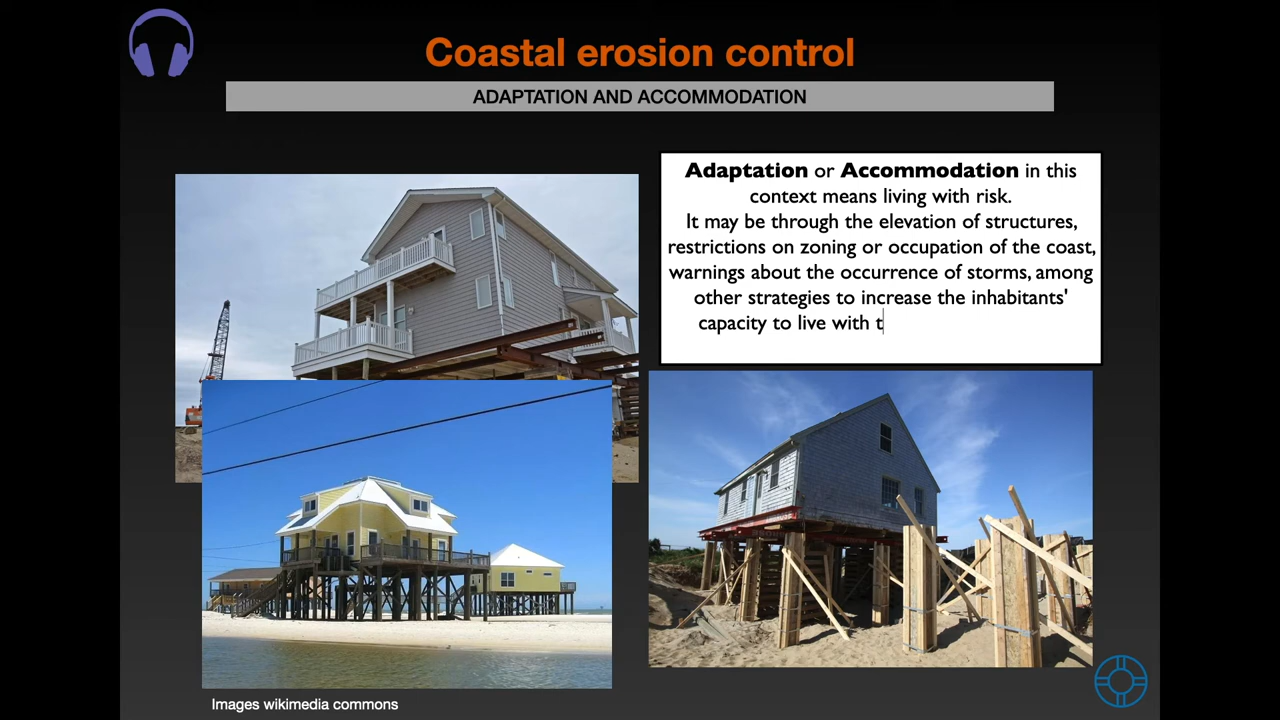 Coastal erosion control
ADAPTATION AND ACCOMMODATION
Adaptation or Accommodation in this
context means living with risk.
It may be through the elevation of structures,
restrictions on zoning or occupation of the coast,
warnings about the occurrence of storms, among
other strategies to increase the inhabitants'
capacity to live with t
Images wikimedia commons